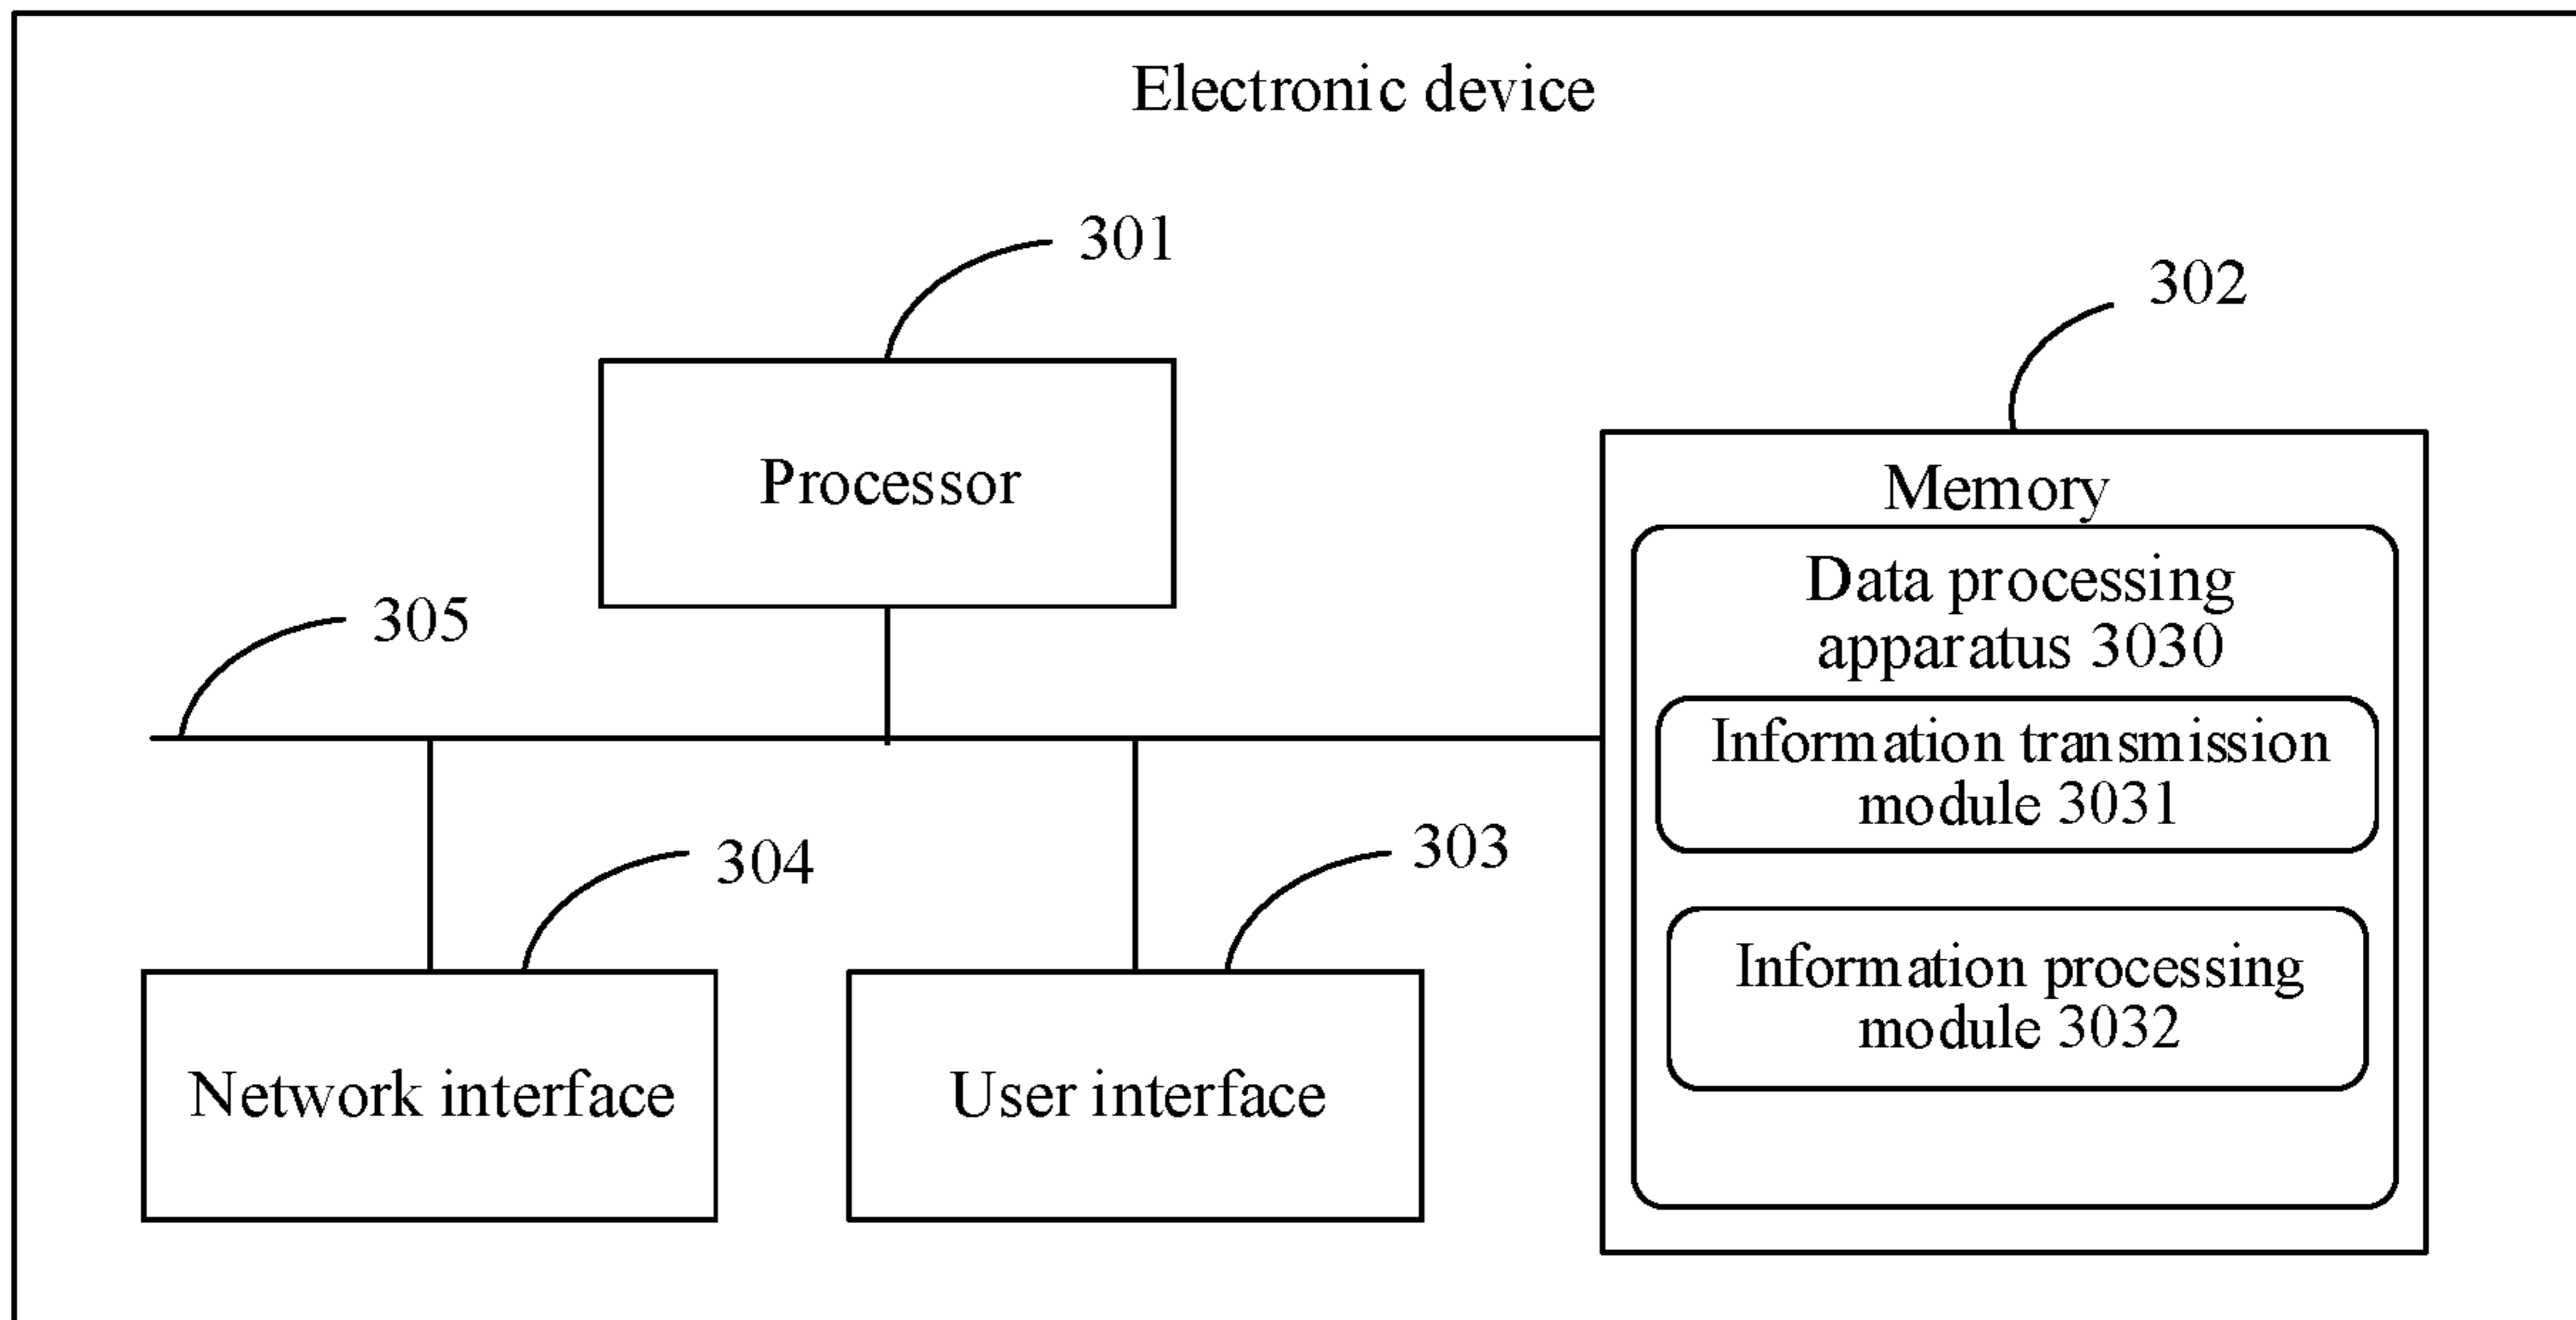 Electronic device
301
302
Processor
Memory
Data processing
apparatus 3030
305
Information transmission
module 3031
304
303
Information processing
module 3032
Network interface
User interface